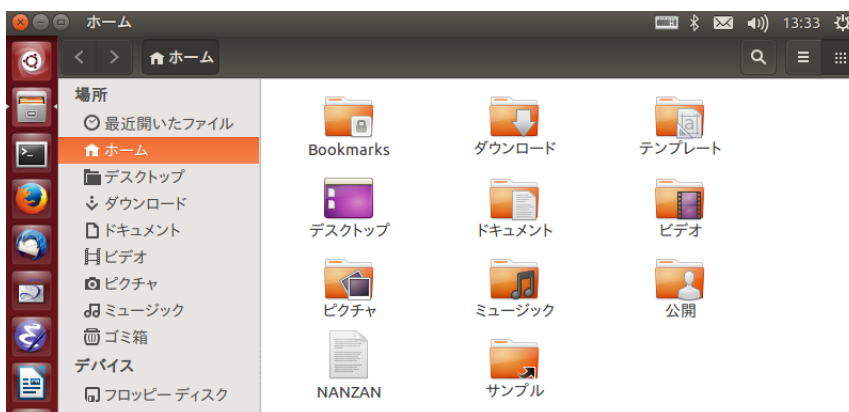 ホーム
13:33
ホーム
場所
最近開いたファイル
ホーム
デスクトップ
ダウンロード
ドキュメント
ビデオ
ピクチャ
ミュージック
ゴミ箱
デバイス
フロッピー ディスク
Bookmarks
ダウンロード
テンプレート
デスクトップ
ドキュメント
ビデオ
ピクチャ
ミュージック
公開
NANZAN
サンプル